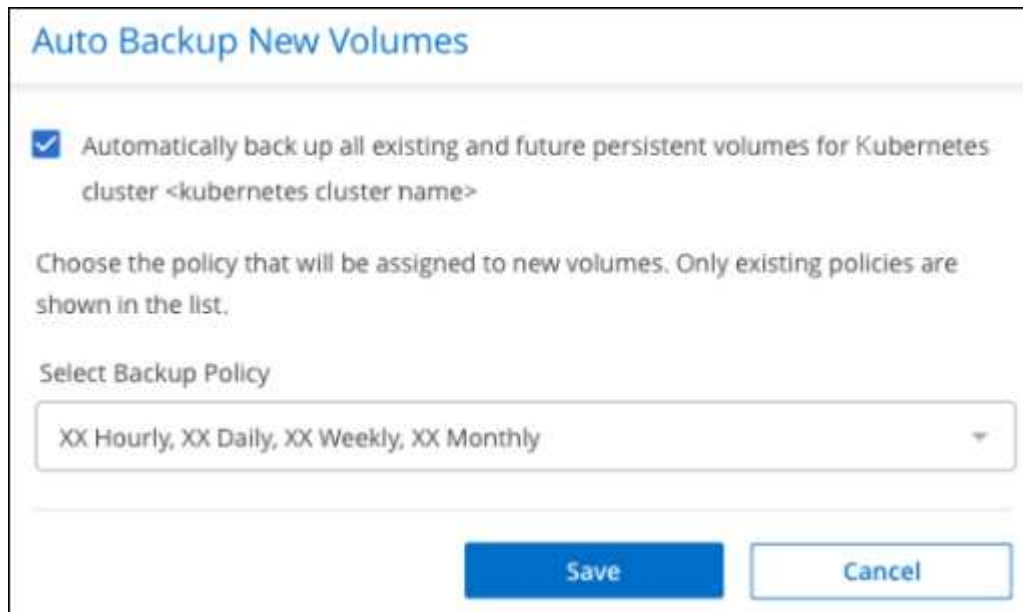 Auto Backup New Volumes
Automatically back up all existing and future persistent volumes for Kubernetes
cluster <kubernetes cluster name>
Choose the policy that will be assigned to new volumes. Only existing policies are
shown in the list.
Select Backup Policy
XX Hourly, XX Daily, XX Weekly, XX Monthly
Save
Cancel